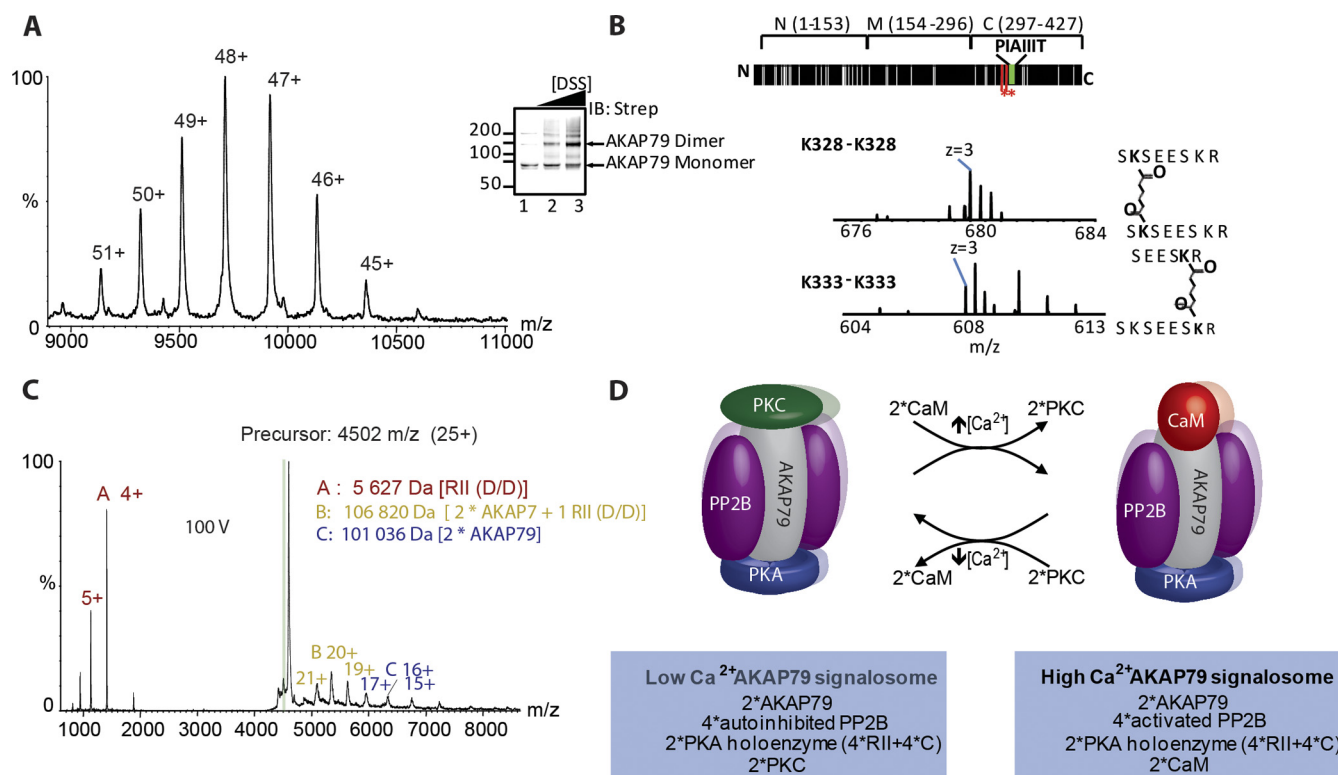 A
100
%
0
51+
50+
49+
48+
47+
46+
45+
9000
9500
10000
10500
11000
m/z
[DSS]
IB: Strep
200
100
50
AKAP79 Dimer
AKAP79 Monomer
1 2 3
B
N (1-153) M (154-296) C (297-427)
PIAIIIT
N
C
**
K328-K328
z=3
676 680 684
SKSEESKR
O
O
SKSEESKR
K333-K333
z=3
604 608 613
m/z
SEESKR
O
O
SKSEESKR
C
Precursor: 4502 m/z (25+)
100
%
0
A 4+
5+
100 V
A : 5 627 Da [RII (D/D)]
B: 106 820 Da [ 2 * AKAP7 + 1 RII (D/D)]
C: 101 036 Da [2 * AKAP79]
B 20+
21+
19+
C 16+
17+
15+
1000 2000 3000 4000 5000 6000 7000 8000
m/z
D
PKC
PP2B
AKAP79
PKA
2*CaM
[Ca2+]
2*PKC
2*CaM
[Ca2+]
2*PKC
CaM
PP2B
AKAP79
PKA
Low Ca2+AKAP79 signalosome
2*AKAP79
4*autoinhibited PP2B
2*PKA holoenzyme (4*RII+4*C)
2*PKC
High Ca2+AKAP79 signalosome
2*AKAP79
4*activated PP2B
2*PKA holoenzyme (4*RII+4*C)
2*CaM